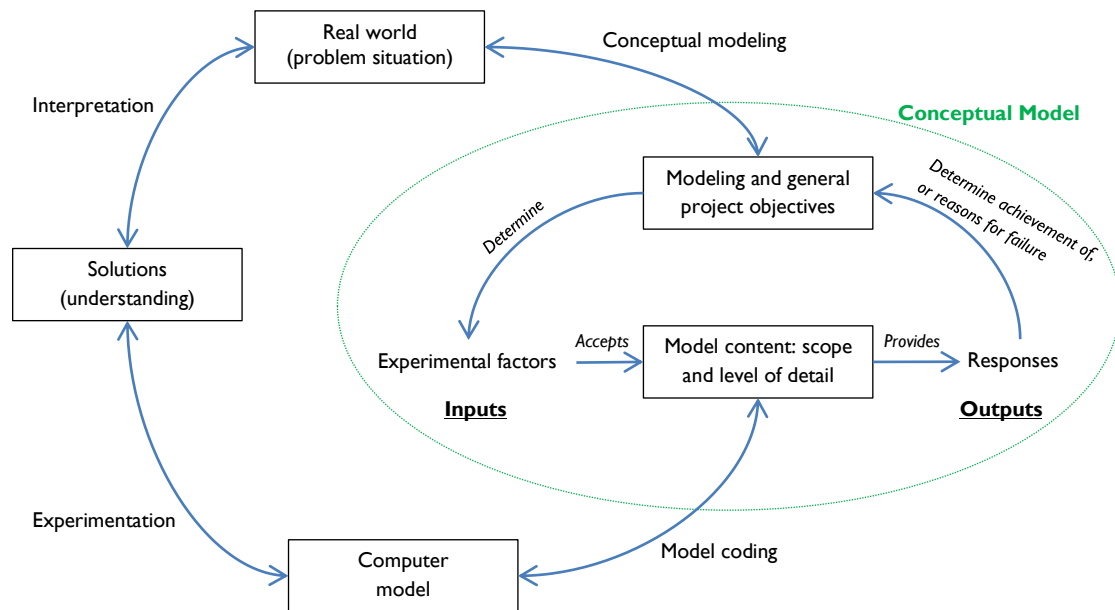 Real world
(problem situation)
Conceptual modeling
Interpretation
Conceptual Model
Modeling and general
project objectives
Determine achievement of,
or reasons for failure
Determine
Solutions
(understanding)
Experimental factors
Accepts
Model content: scope
and level of detail
Provides
Responses
Inputs
Outputs
Experimentation
Model coding
Computer
model